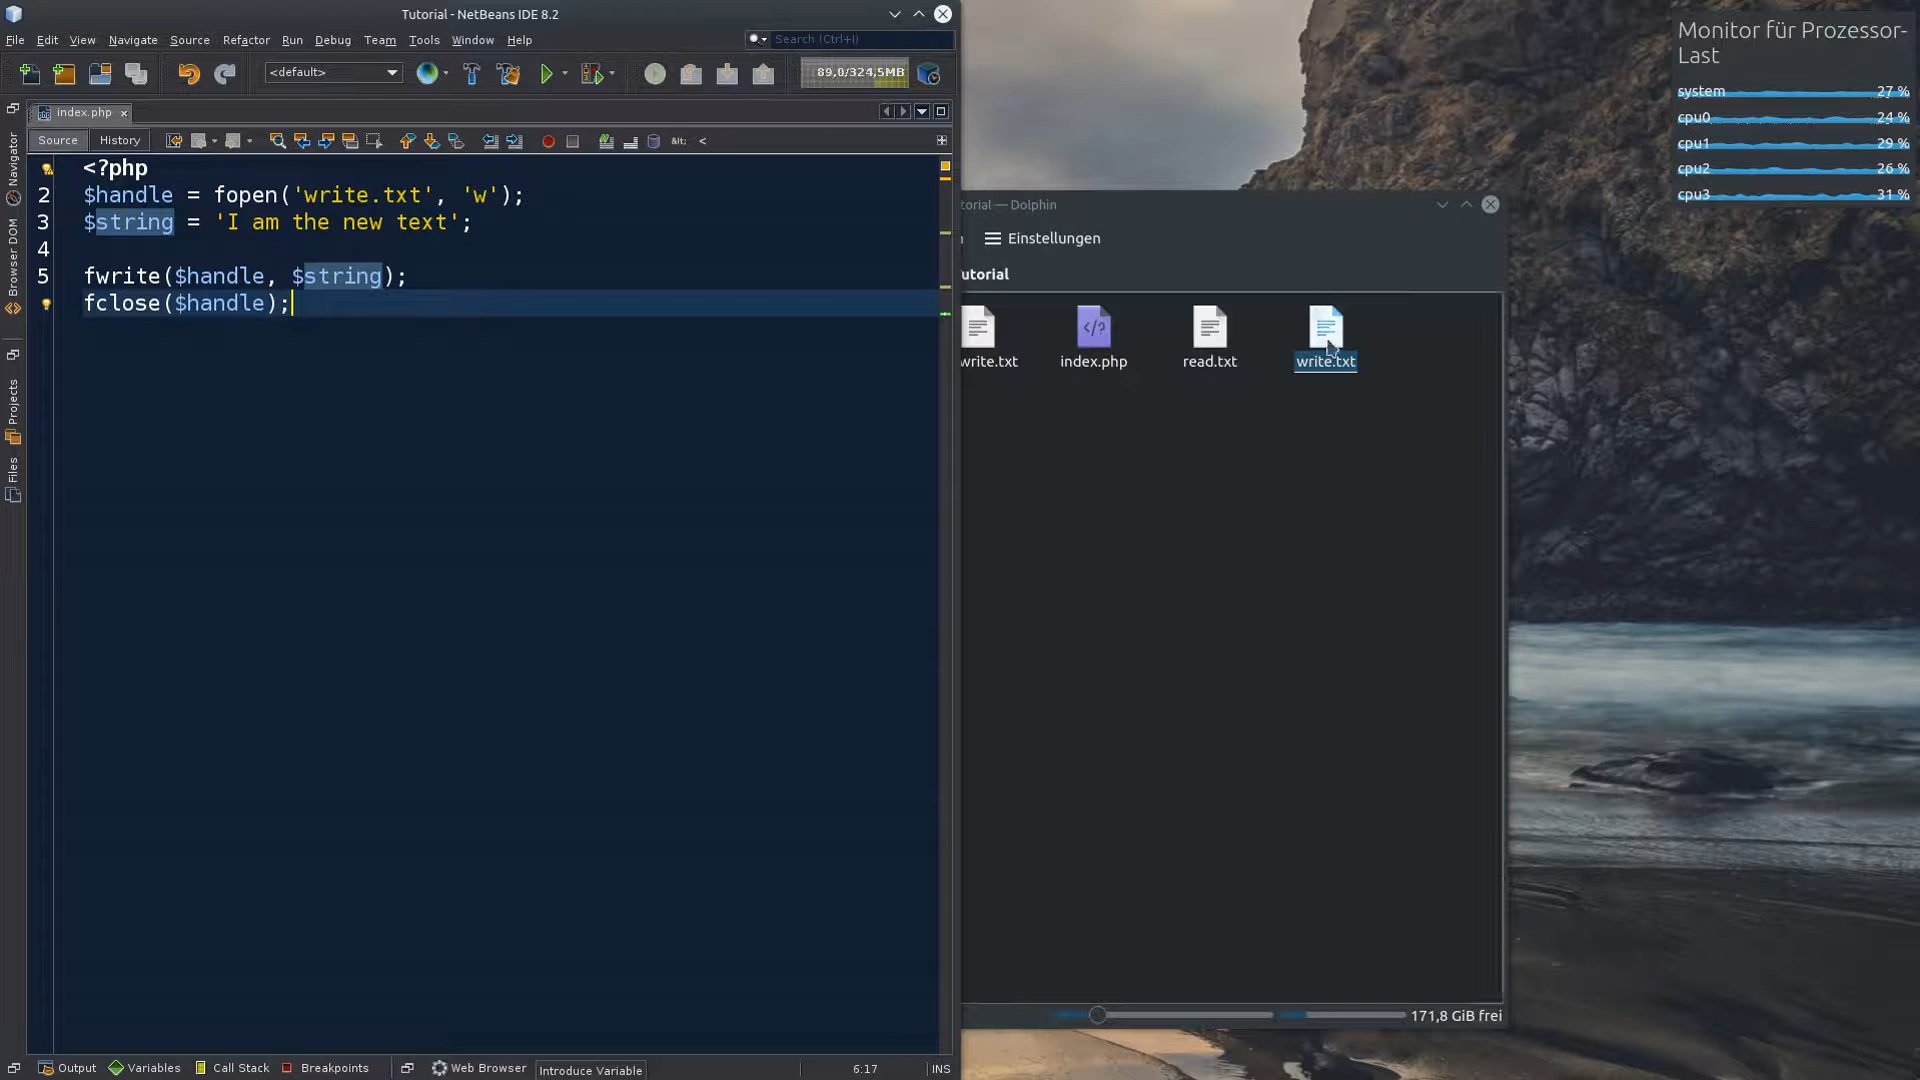 Tutorial - NetBeans IDE 8.2
File Edit View Navigate Source Refactor Run Debug Team Tools Window Help
Search (Ctrl+I)
<default>
89,0/324,5MB
index.php
Source History
&lt; <
Navigator
Browser DOM
Projects
Files
<?php
2 $handle = fopen('write.txt', 'w');
3 $string = 'I am the new text';
4
5 fwrite($handle, $string);
fclose($handle);
Output Variables Call Stack Breakpoints Web Browser Introduce Variable 6:17 INS
torial — Dolphin
Einstellungen
utorial
write.txt index.php read.txt write.txt
171,8 GiB frei
Monitor für Prozessor-
Last
system 27 %
cpu0 24 %
cpu1 29 %
cpu2 26 %
cpu3 31 %